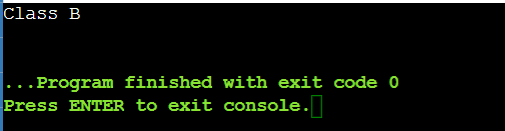 Class B
...Program finished with exit code 0
Press ENTER to exit console.